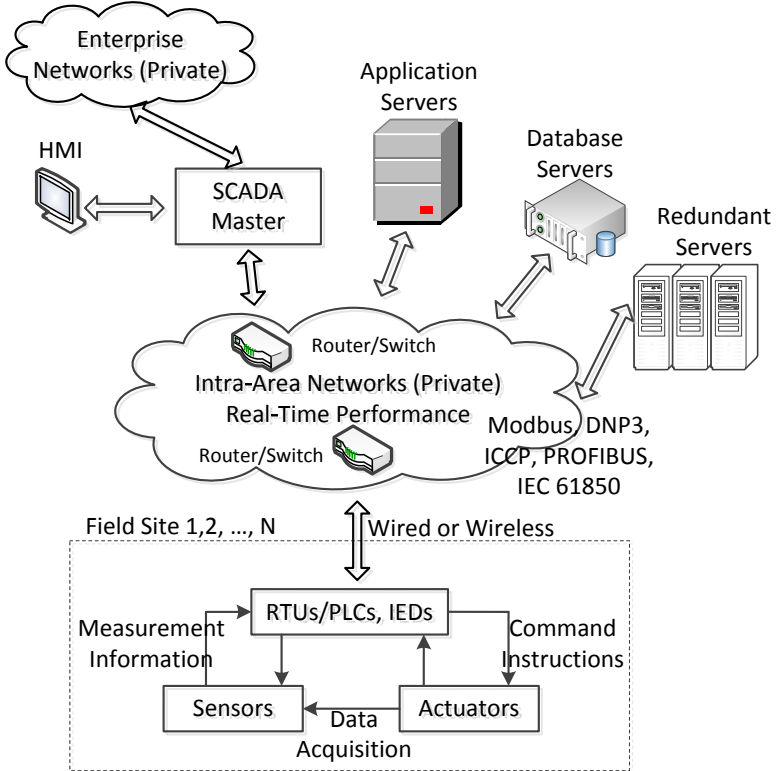 Enterprise
Networks (Private)
Application
Servers
Database
Servers
HMI
SCADA
Master
Redundant
Servers
Router/Switch
Intra-Area Networks (Private)
Real-Time Performance
Router/Switch
Modbus, DNP3,
ICCP, PROFIBUS,
IEC 61850
Field Site 1,2, ..., N
Wired or Wireless
RTUs/PLCs, IEDs
Measurement
Information
Command
Instructions
Sensors
Data
Acquisition
Actuators